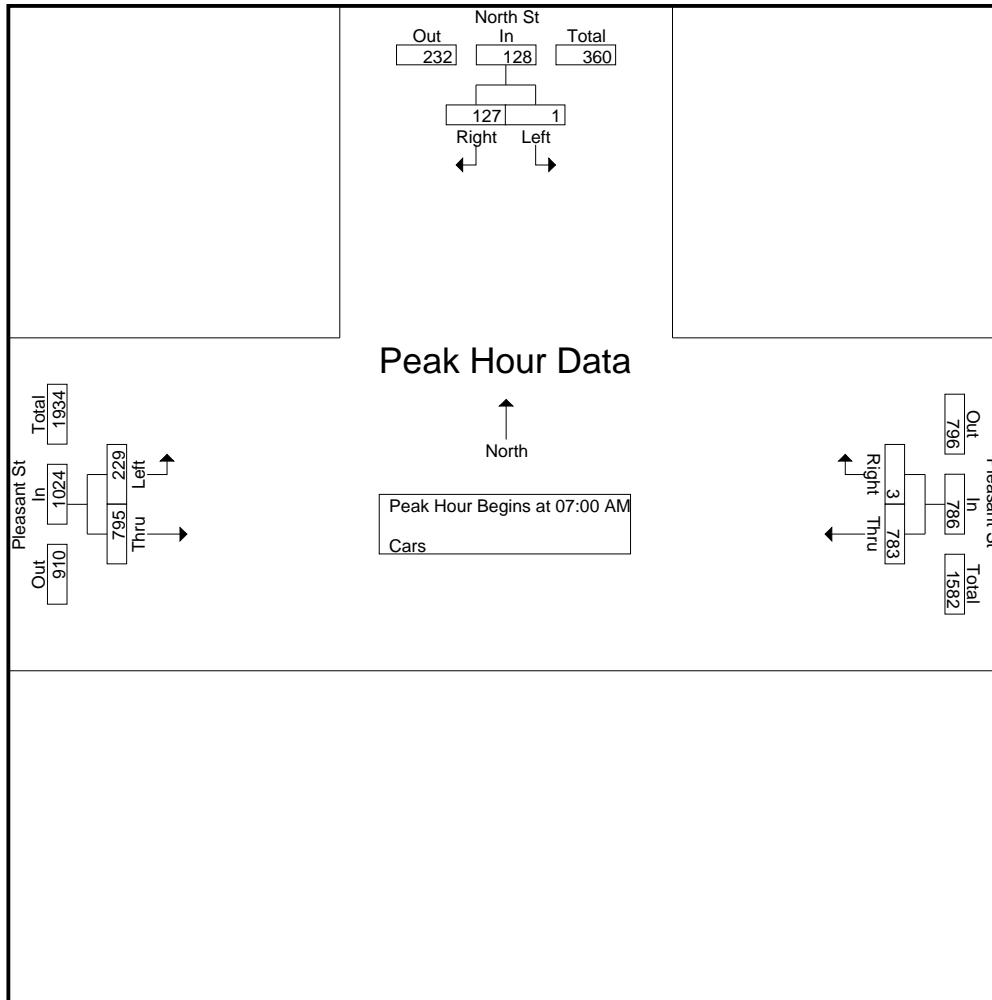 North St
Out In Total
232 128 360
127 1
Right Left
Peak Hour Data
North
Peak Hour Begins at 07:00 AM
Cars
Pleasant St
Total In Out
1934 1024 910
229 795
Left Thru
Pleasant St
Out In Total
796 786 1582
Right Thru
3 783